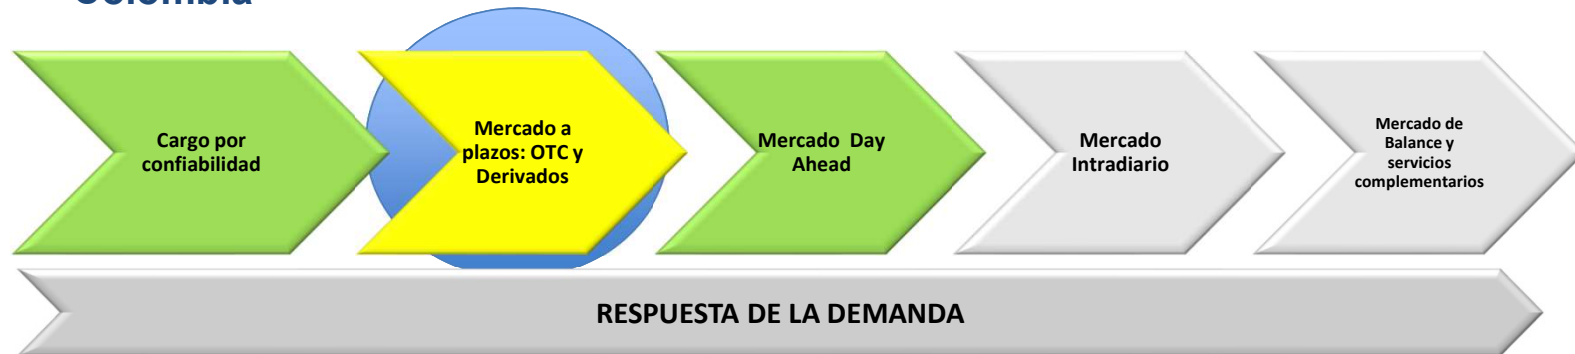 Colombia
Cargo por
confiabilidad
Mercado a
plazos: OTC y
Derivados
Mercado Day
Ahead
Mercado
Intradiario
Mercado de
Balance y
servicios
complementarios
RESPUESTA DE LA DEMANDA